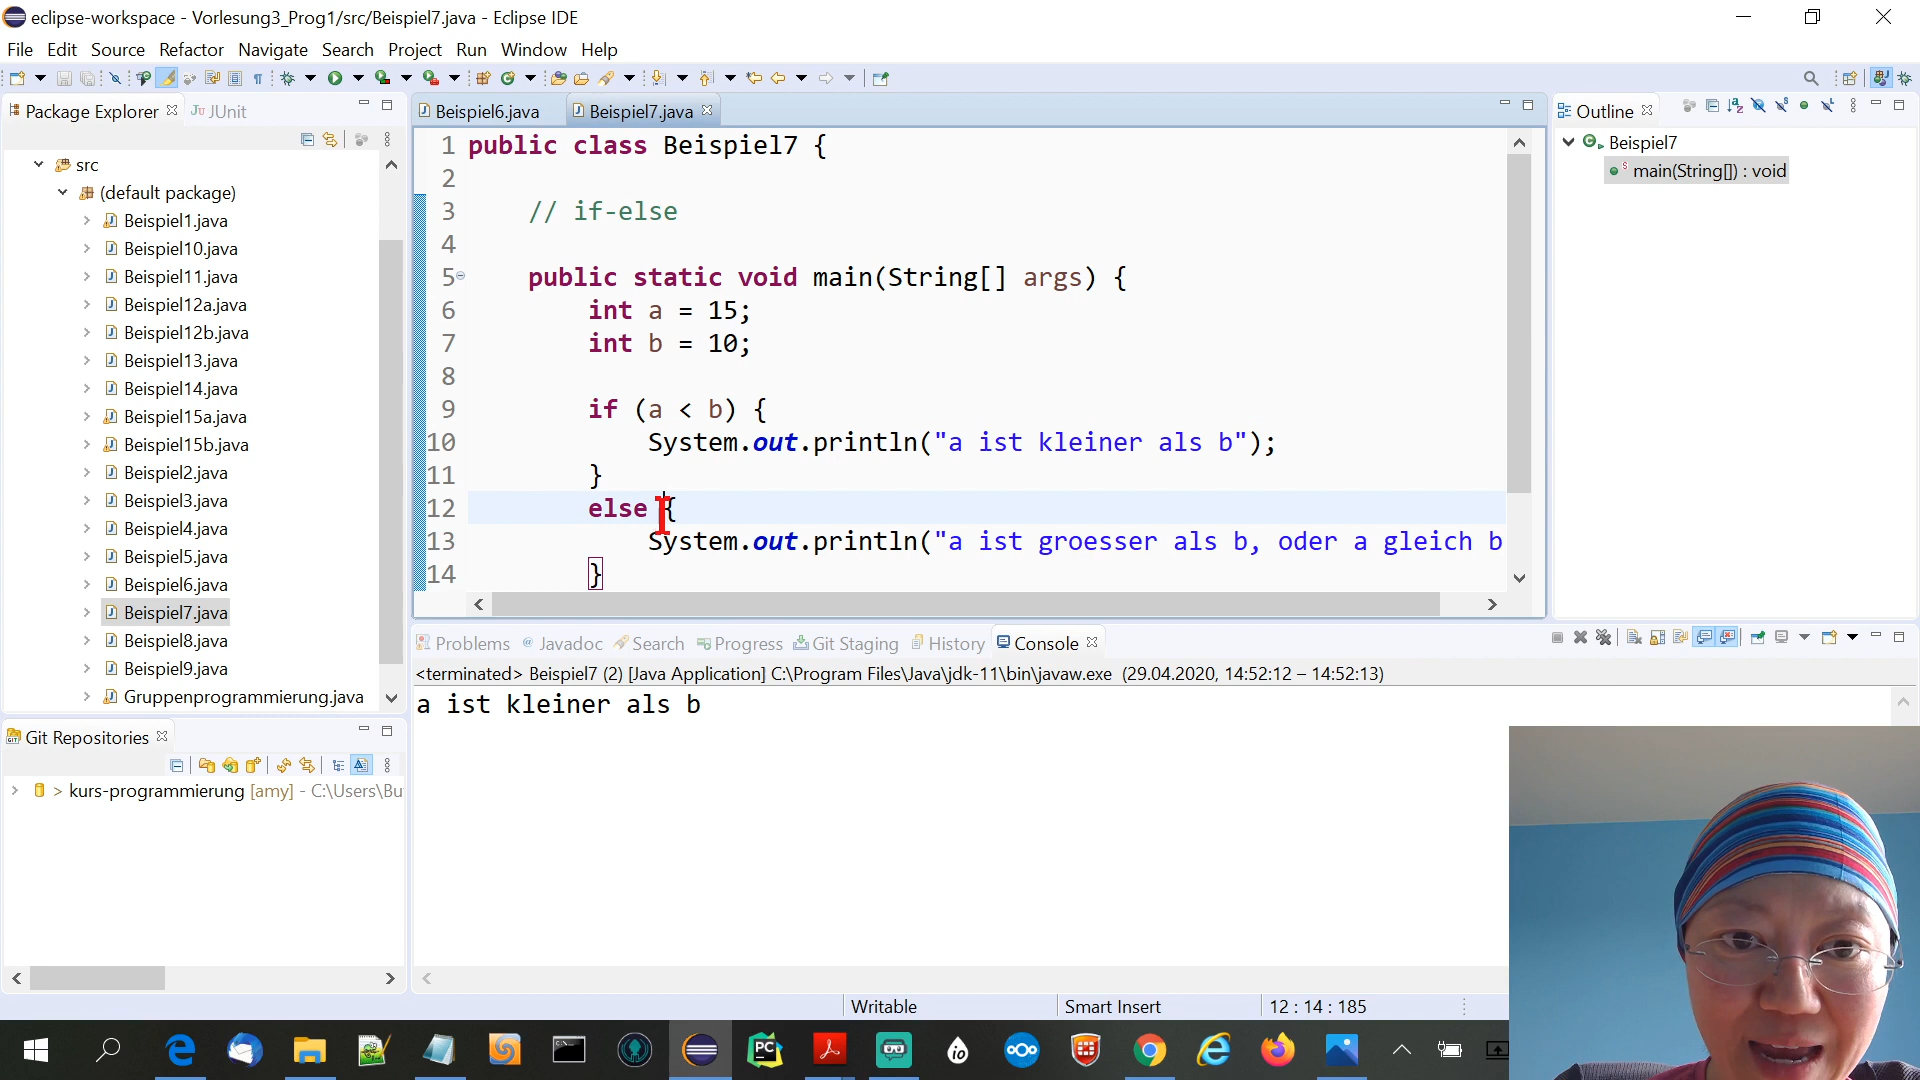 eclipse-workspace - Vorlesung3_Prog1/src/Beispiel7.java - Eclipse IDE
File Edit Source Refactor Navigate Search Project Run Window Help
Package Explorer
JUnit
src
(default package)
Beispiel1.java
Beispiel10.java
Beispiel11.java
Beispiel12a.java
Beispiel12b.java
Beispiel13.java
Beispiel14.java
Beispiel15a.java
Beispiel15b.java
Beispiel2.java
Beispiel3.java
Beispiel4.java
Beispiel5.java
Beispiel6.java
Beispiel7.java
Beispiel8.java
Beispiel9.java
Gruppenprogrammierung.java
Git Repositories
> kurs-programmierung [amy] - C:\Users\Bu
Beispiel6.java
Beispiel7.java
1 public class Beispiel7 {
2
3 // if-else
4
5 public static void main(String[] args) {
6 int a = 15;
7 int b = 10;
8
9 if (a < b) {
10 System.out.println("a ist kleiner als b");
11 }
12 else {
13 System.out.println("a ist groesser als b, oder a gleich b
14 }
Outline
Beispiel7
main(String[]) : void
Problems Javadoc Search Progress Git Staging History Console
<terminated> Beispiel7 (2) [Java Application] C:\Program Files\Java\jdk-11\bin\javaw.exe (29.04.2020, 14:52:12 – 14:52:13)
a ist kleiner als b
Writable
Smart Insert
12 : 14 : 185
PC
io